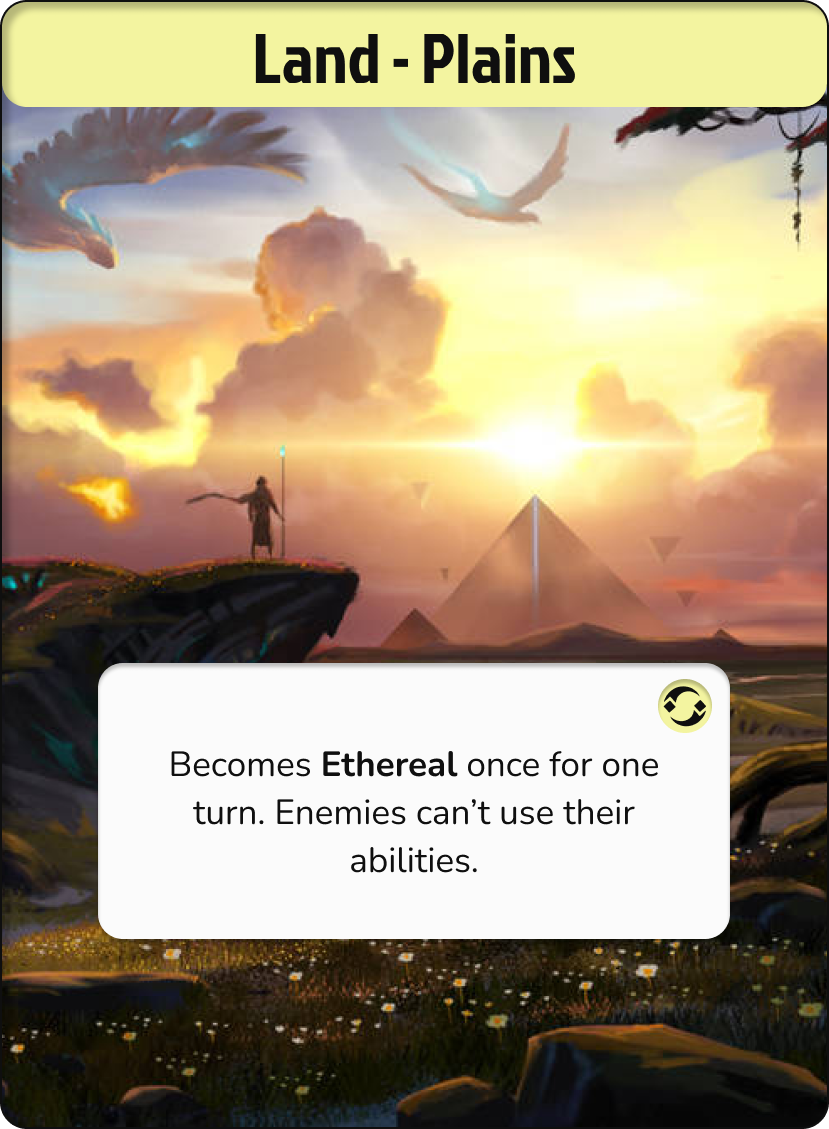 Land - Plains
Becomes Ethereal once for one
turn. Enemies can’t use their
abilities.